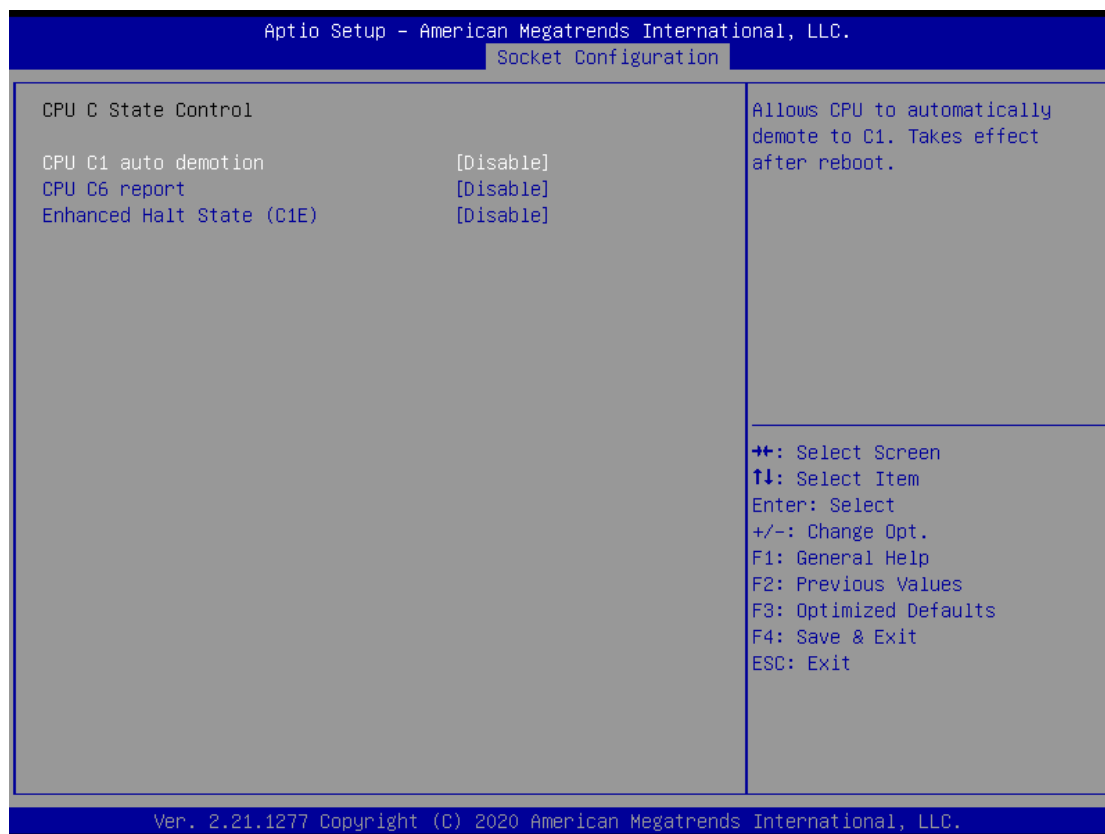 Aptio Setup – American Megatrends International, LLC.
Socket Configuration
CPU C State Control
CPU C1 auto demotion [Disable]
CPU C6 report [Disable]
Enhanced Halt State (C1E) [Disable]
Allows CPU to automatically
demote to C1. Takes effect
after reboot.
→←: Select Screen
↑↓: Select Item
Enter: Select
+/-: Change Opt.
F1: General Help
F2: Previous Values
F3: Optimized Defaults
F4: Save & Exit
ESC: Exit
Ver. 2.21.1277 Copyright (C) 2020 American Megatrends International, LLC.